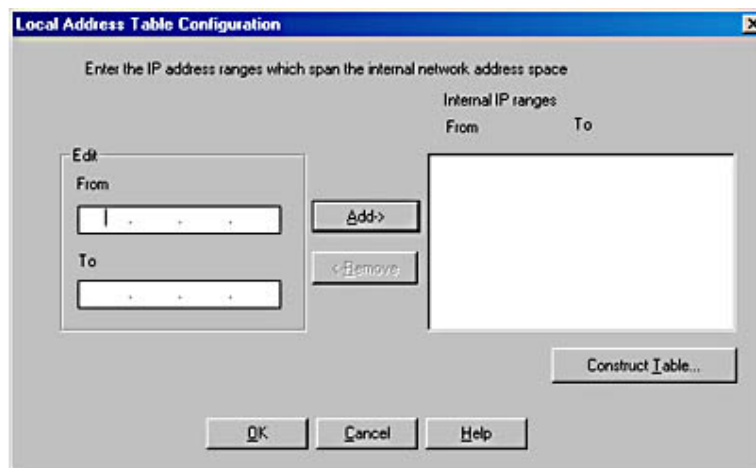 Local Address Table Configuration
Enter the IP address ranges which span the internal network address space
Internal IP ranges
From To
Edit
From
Add->
To
<-Remove
Construct Table...
OK Cancel Help